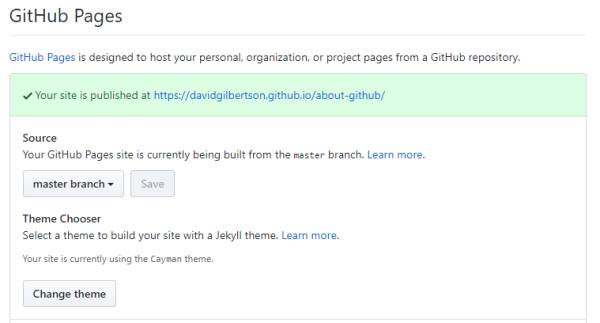 GitHub Pages
GitHub Pages is designed to host your personal, organization, or project pages from a GitHub repository.
✔ Your site is published at https://davidgilbertson.github.io/about-github/
Source
Your GitHub Pages site is currently being built from the master branch. Learn more.
master branch Save
Theme Chooser
Select a theme to build your site with a Jekyll theme. Learn more.
Your site is currently using the Cayman theme.
Change theme